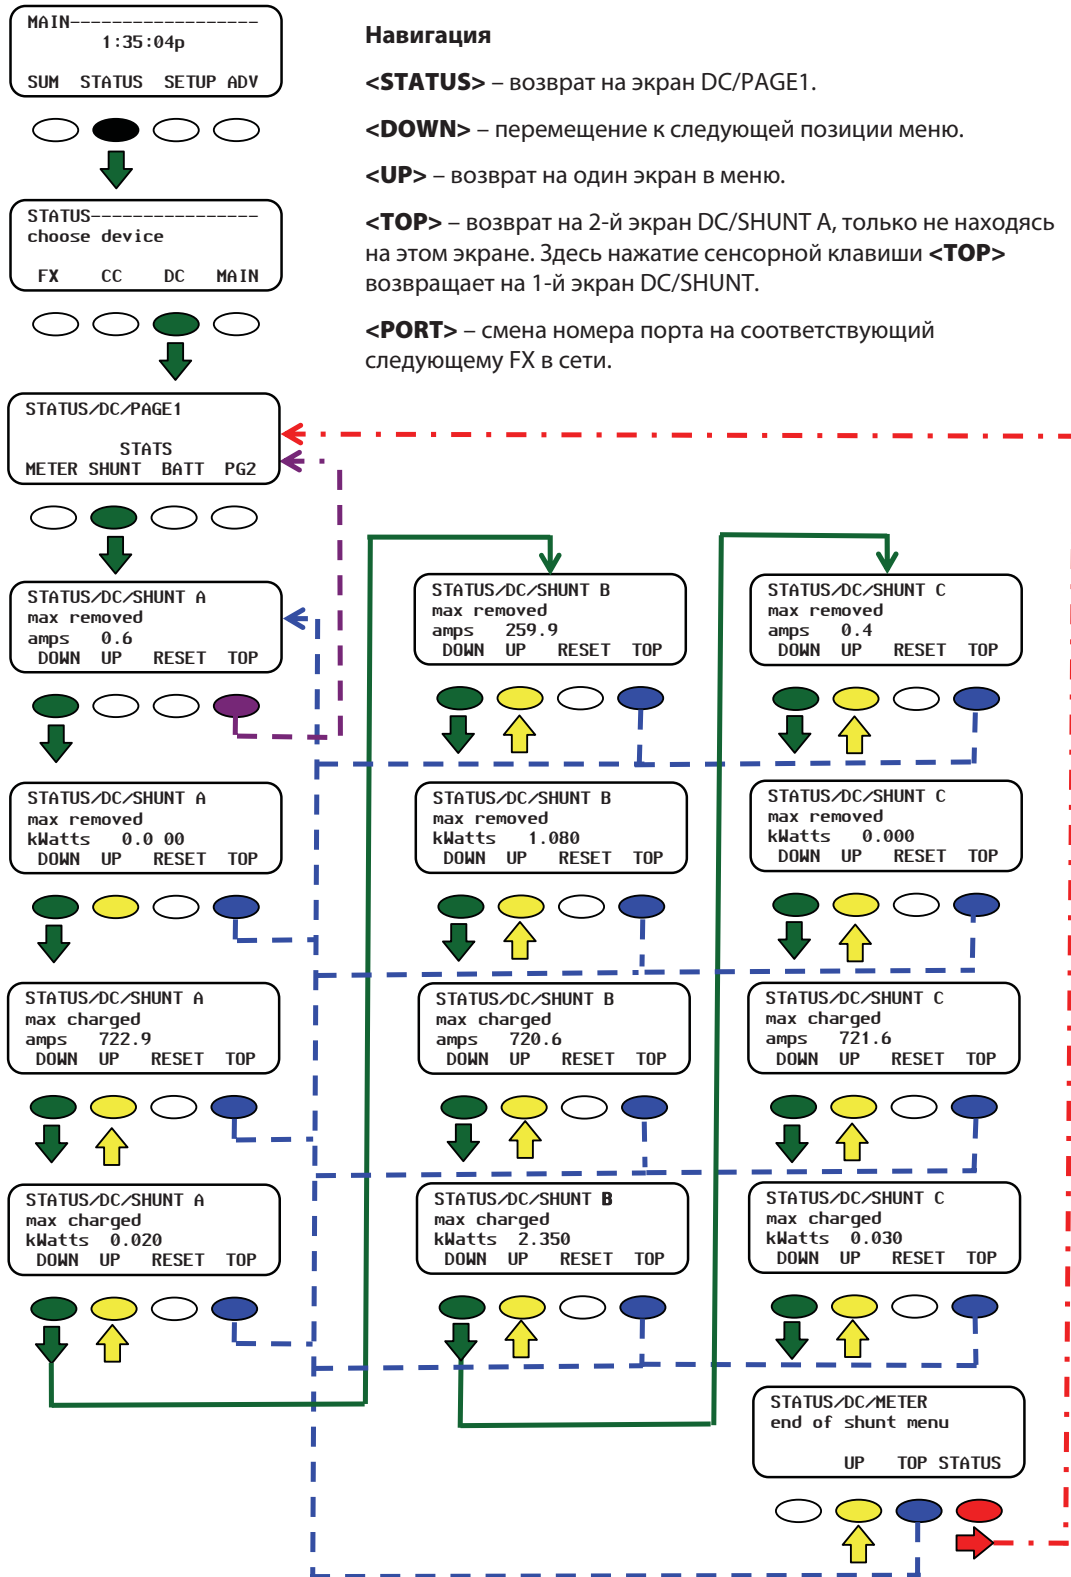 MAIN------------------
1:35:04p
SUM STATUS SETUP ADV
Навигация
<STATUS> – возврат на экран DC/PAGE1.
<DOWN> – перемещение к следующей позиции меню.
<UP> – возврат на один экран в меню.
<TOP> – возврат на 2-й экран DC/SHUNT A, только не находясь
на этом экране. Здесь нажатие сенсорной клавиши <TOP>
возвращает на 1-й экран DC/SHUNT.
<PORT> – смена номера порта на соответствующий
следующему FX в сети.
STATUS----------------
choose device
FX CC DC MAIN
STATUS/DC/PAGE1
STATS
METER SHUNT BATT PG2
STATUS/DC/SHUNT A
max removed
amps 0.6
DOWN UP RESET TOP
STATUS/DC/SHUNT A
max removed
kWatts 0.0 00
DOWN UP RESET TOP
STATUS/DC/SHUNT A
max charged
amps 722.9
DOWN UP RESET TOP
STATUS/DC/SHUNT A
max charged
kWatts 0.020
DOWN UP RESET TOP
STATUS/DC/SHUNT B
max removed
amps 259.9
DOWN UP RESET TOP
STATUS/DC/SHUNT B
max removed
kWatts 1.080
DOWN UP RESET TOP
STATUS/DC/SHUNT B
max charged
amps 720.6
DOWN UP RESET TOP
STATUS/DC/SHUNT B
max charged
kWatts 2.350
DOWN UP RESET TOP
STATUS/DC/SHUNT C
max removed
amps 0.4
DOWN UP RESET TOP
STATUS/DC/SHUNT C
max removed
kWatts 0.000
DOWN UP RESET TOP
STATUS/DC/SHUNT C
max charged
amps 721.6
DOWN UP RESET TOP
STATUS/DC/SHUNT C
max charged
kWatts 0.030
DOWN UP RESET TOP
STATUS/DC/METER
end of shunt menu
UP TOP STATUS